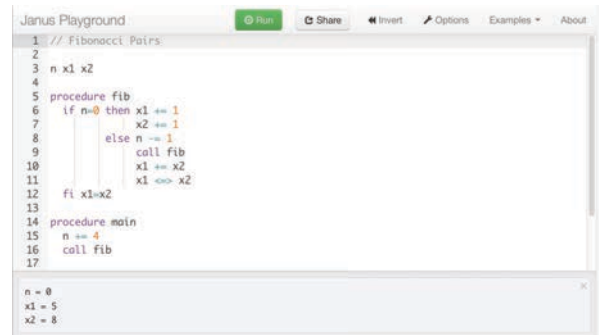 Janus Playground Run Share Invert Options Examples About
1 // Fibonacci Pairs
2
3 n x1 x2
4
5 procedure fib
6 if n=0 then x1 += 1
7 x2 += 1
8 else n -= 1
9 call fib
10 x1 += x2
11 x1 <=> x2
12 fi x1=x2
13
14 procedure main
15 n += 4
16 call fib
17
n = 0
x1 = 5
x2 = 8